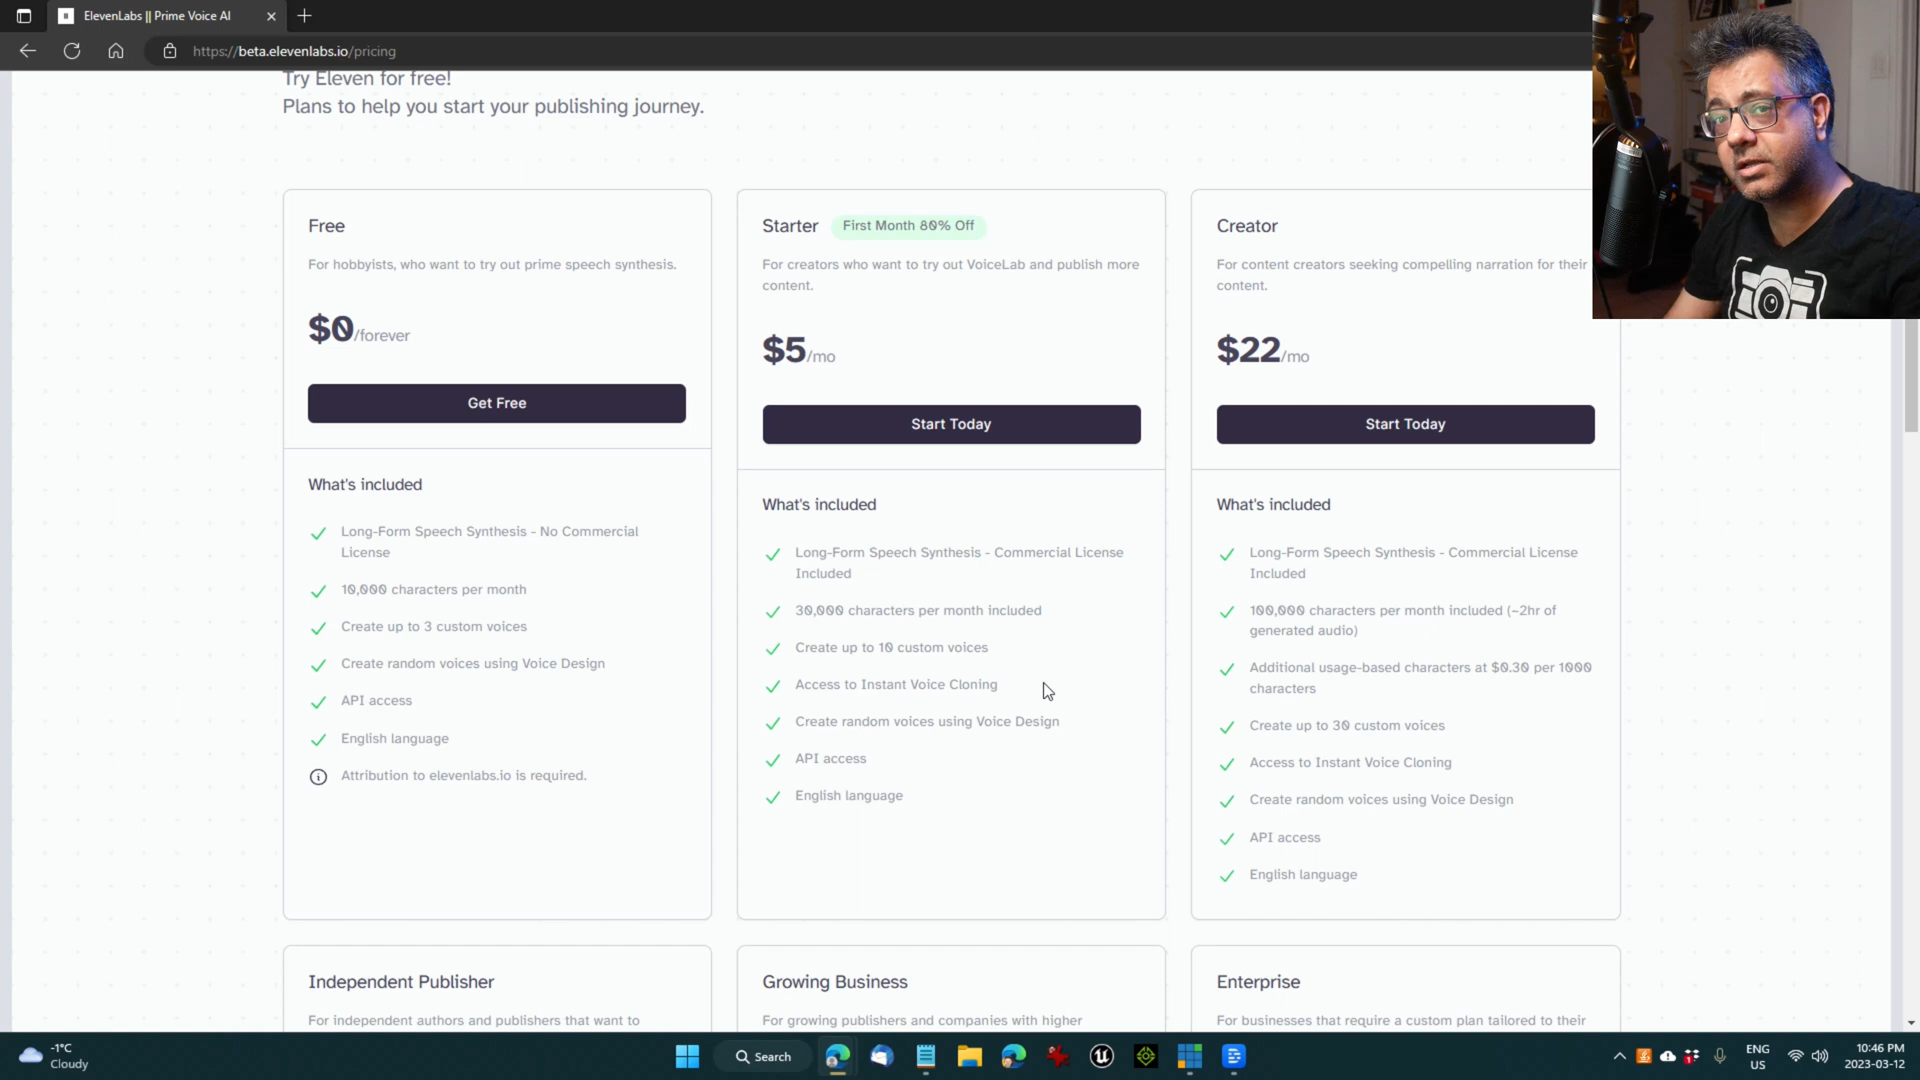 ElevenLabs || Prime Voice AI
https://beta.elevenlabs.io/pricing
Try Eleven for free!
Plans to help you start your publishing journey.
Free
For hobbyists, who want to try out prime speech synthesis.
$0/forever
Get Free
What's included
Long-Form Speech Synthesis - No Commercial
License
10,000 characters per month
Create up to 3 custom voices
Create random voices using Voice Design
API access
English language
Attribution to elevenlabs.io is required.
Starter
First Month 80% Off
For creators who want to try out VoiceLab and publish more
content.
$5/mo
Start Today
What's included
Long-Form Speech Synthesis - Commercial License
Included
30,000 characters per month included
Create up to 10 custom voices
Access to Instant Voice Cloning
Create random voices using Voice Design
API access
English language
Creator
For content creators seeking compelling narration for their
content.
$22/mo
Start Today
What's included
Long-Form Speech Synthesis - Commercial License
Included
100,000 characters per month included (~2hr of
generated audio)
Additional usage-based characters at $0.30 per 1000
characters
Create up to 30 custom voices
Access to Instant Voice Cloning
Create random voices using Voice Design
API access
English language
Independent Publisher
For independent authors and publishers that want to
Growing Business
For growing publishers and companies with higher
Enterprise
For businesses that require a custom plan tailored to their
-1°C
Cloudy
Search
ENG
US
10:46 PM
2023-03-12